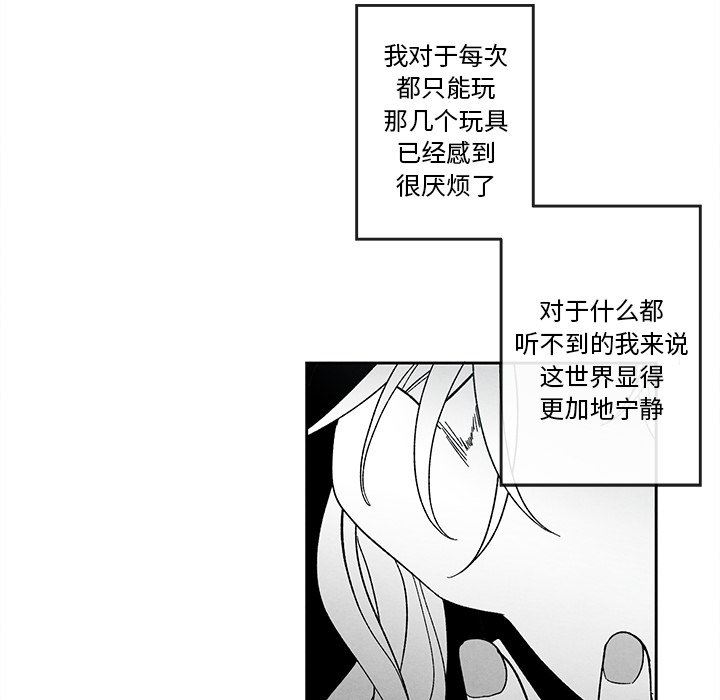 我对于每次
都只能玩
那几个玩具
已经感到
很厌烦了
对于什么都
听不到的我来说
这世界显得
更加地宁静